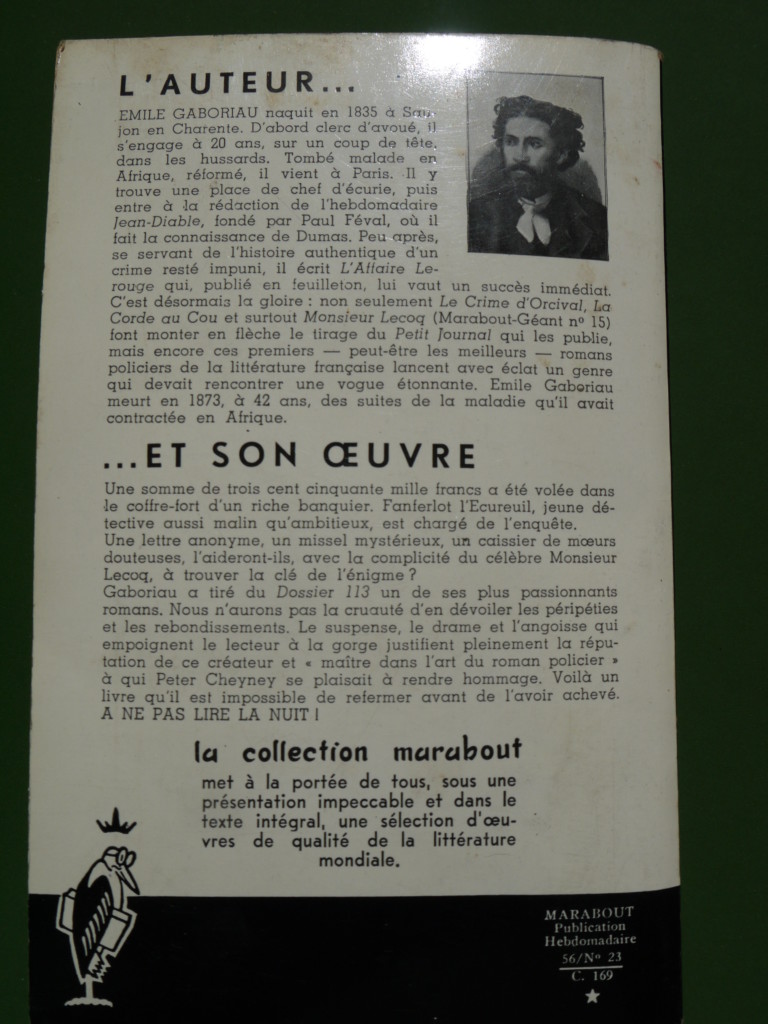 L'AUTEUR...
EMILE GABORIAU naquit en 1835 à Sau-
jon en Charente. D'abord clerc d'avoué, il
s'engage à 20 ans, sur un coup de tête,
dans les hussards. Tombé malade en
Afrique, réformé, il vient à Paris. Il y
trouve une place de chef d'écurie, puis
entre à la rédaction de l'hebdomadaire
Jean-Diable, fondé par Paul Féval, où il
fait la connaissance de Dumas. Peu après,
se servant de l'histoire authentique d'un
crime resté impuni, il écrit L'Affaire Le-
rouge qui, publié en feuilleton, lui vaut un succès immédiat.
C'est désormais la gloire : non seulement Le Crime d'Orcival, La
Corde au Cou et surtout Monsieur Lecoq (Marabout-Géant nº 15)
font monter en flèche le tirage du Petit Journal qui les publie,
mais encore ces premiers — peut-être les meilleurs — romans
policiers de la littérature française lancent avec éclat un genre
qui devait rencontrer une vogue étonnante. Emile Gaboriau
meurt en 1873, à 42 ans, des suites de la maladie qu'il avait
contractée en Afrique.
...ET SON ŒUVRE
Une somme de trois cent cinquante mille francs a été volée dans
le coffre-fort d'un riche banquier. Fanferlot l'Ecureuil, jeune dé-
tective aussi malin qu'ambitieux, est chargé de l'enquête.
Une lettre anonyme, un missel mystérieux, un caissier de mœurs
douteuses, l'aideront-ils, avec la complicité du célèbre Monsieur
Lecoq, à trouver la clé de l'énigme ?
Gaboriau a tiré du Dossier 113 un de ses plus passionnants
romans. Nous n'aurons pas la cruauté d'en dévoiler les péripéties
et les rebondissements. Le suspense, le drame et l'angoisse qui
empoignent le lecteur à la gorge justifient pleinement la répu-
tation de ce créateur et « maître dans l'art du roman policier »
à qui Peter Cheyney se plaisait à rendre hommage. Voilà un
livre qu'il est impossible de refermer avant de l'avoir achevé.
A NE PAS LIRE LA NUIT !
la collection marabout
met à la portée de tous, sous une
présentation impeccable et dans le
texte intégral, une sélection d'œu-
vres de qualité de la littérature
mondiale.
MARABOUT
Publication
Hebdomadaire
56/Nº 23
C. 169